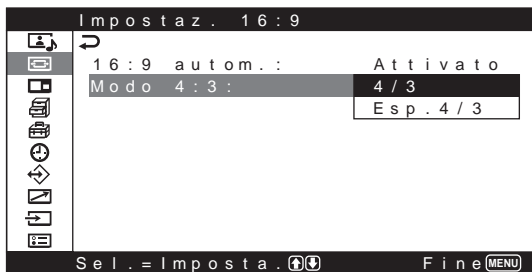 Impostaz. 16:9
16:9 autom.: Attivato
Modo 4:3: 4/3
Esp.4/3
Sel.=Imposta. Fine MENU